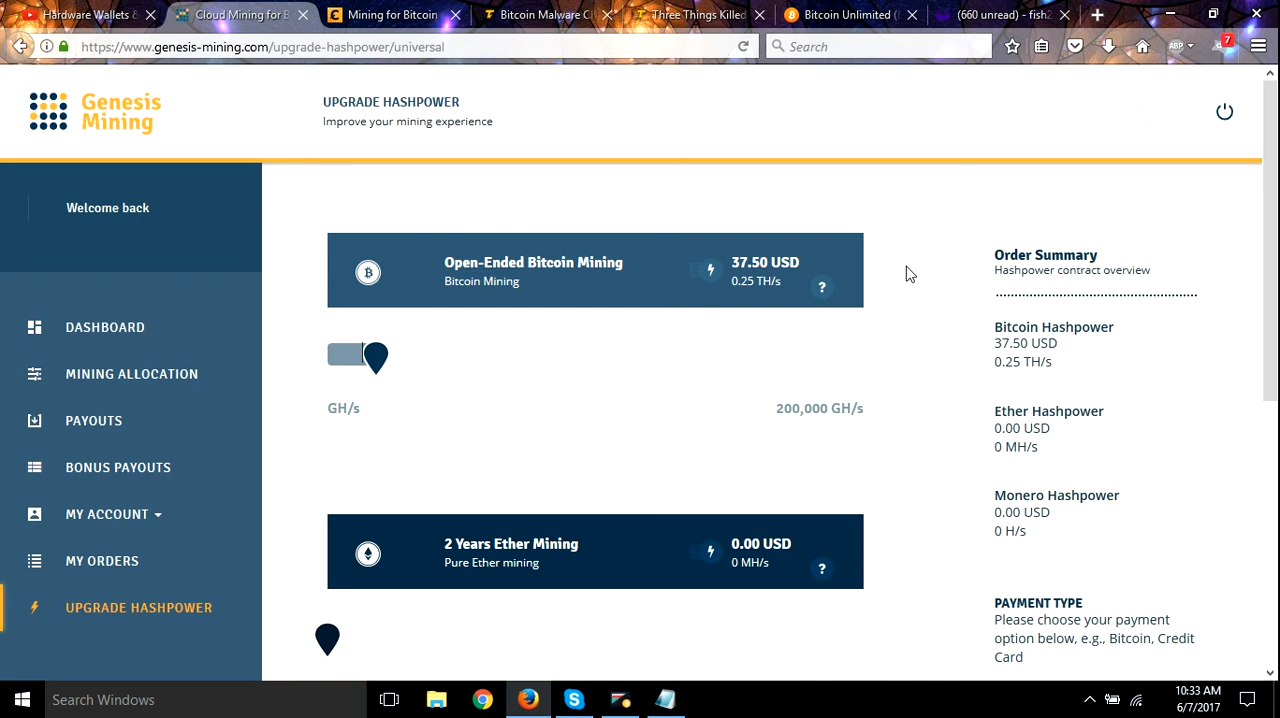 Hardware Wallets &
Cloud Mining for B
Mining for Bitcoin
Bitcoin Malware C
Three Things Killed
Bitcoin Unlimited (
(660 unread) - fish2
https://www.genesis-mining.com/upgrade-hashpower/universal
Search
ABP
7
Genesis
Mining
UPGRADE HASHPOWER
Improve your mining experience
Welcome back
DASHBOARD
MINING ALLOCATION
PAYOUTS
BONUS PAYOUTS
MY ACCOUNT
MY ORDERS
UPGRADE HASHPOWER
Open-Ended Bitcoin Mining
Bitcoin Mining
37.50 USD
0.25 TH/s
?
GH/s
200,000 GH/s
2 Years Ether Mining
Pure Ether mining
0.00 USD
0 MH/s
?
Order Summary
Hashpower contract overview
Bitcoin Hashpower
37.50 USD
0.25 TH/s
Ether Hashpower
0.00 USD
0 MH/s
Monero Hashpower
0.00 USD
0 H/s
PAYMENT TYPE
Please choose your payment
option below, e.g., Bitcoin, Credit
Card
Search Windows
10:33 AM
6/7/2017